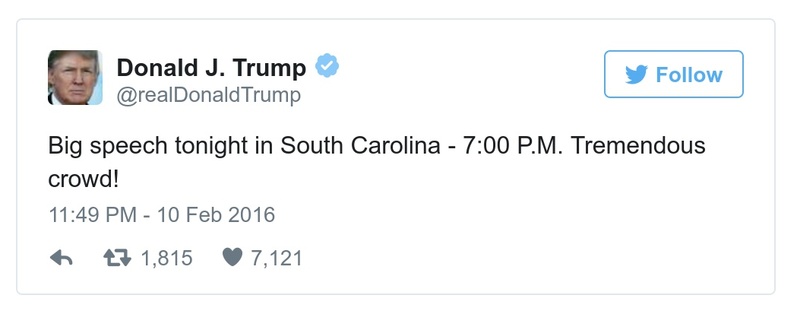 Donald J. Trump
@realDonaldTrump
Follow
Big speech tonight in South Carolina - 7:00 P.M. Tremendous
crowd!
11:49 PM - 10 Feb 2016
1,815 7,121